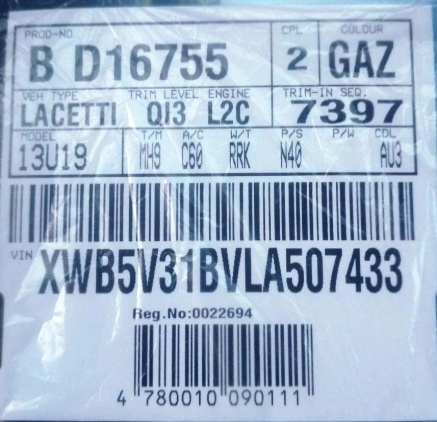 PROD-NO CPL COLOUR
B D16755 2 GAZ
VEH TYPE TRIM LEVEL ENGINE TRIM-IN SEQ.
LACETTI QI3 L2C 7397
MODEL T/M A/C W/T P/S P/W COL
13U19 MH9 C60 RRK N40 AU3
VIN XWB5V31BVLA507433
Reg.No:0022694
4 780010 090111